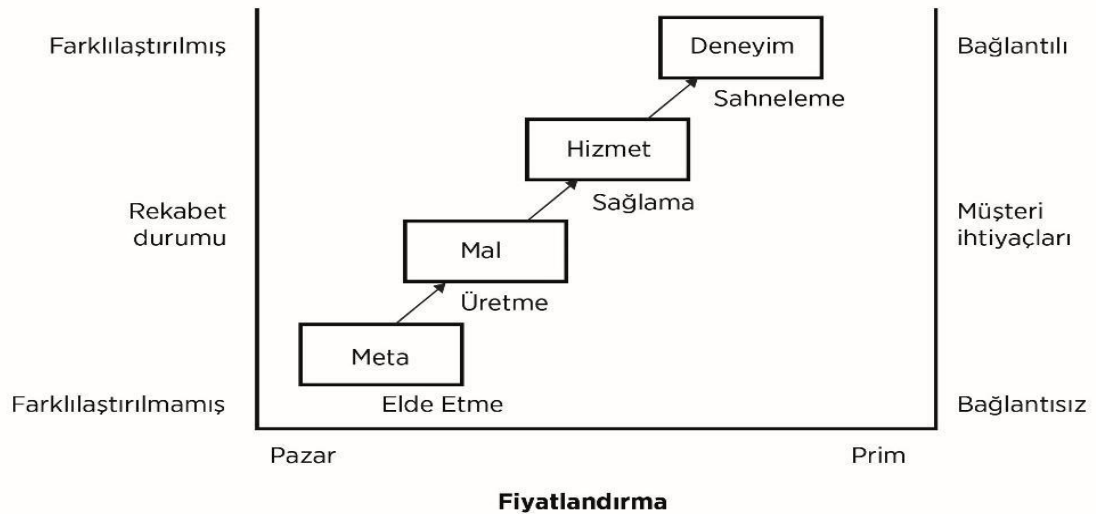 Farklılaştırılmış
Deneyim
Bağlantılı
Sahneleme
Hizmet
Sağlama
Rekabet
durumu
Müşteri
ihtiyaçları
Mal
Üretme
Meta
Farklılaştırılmamış
Elde Etme
Bağlantısız
Pazar
Prim
Fiyatlandırma